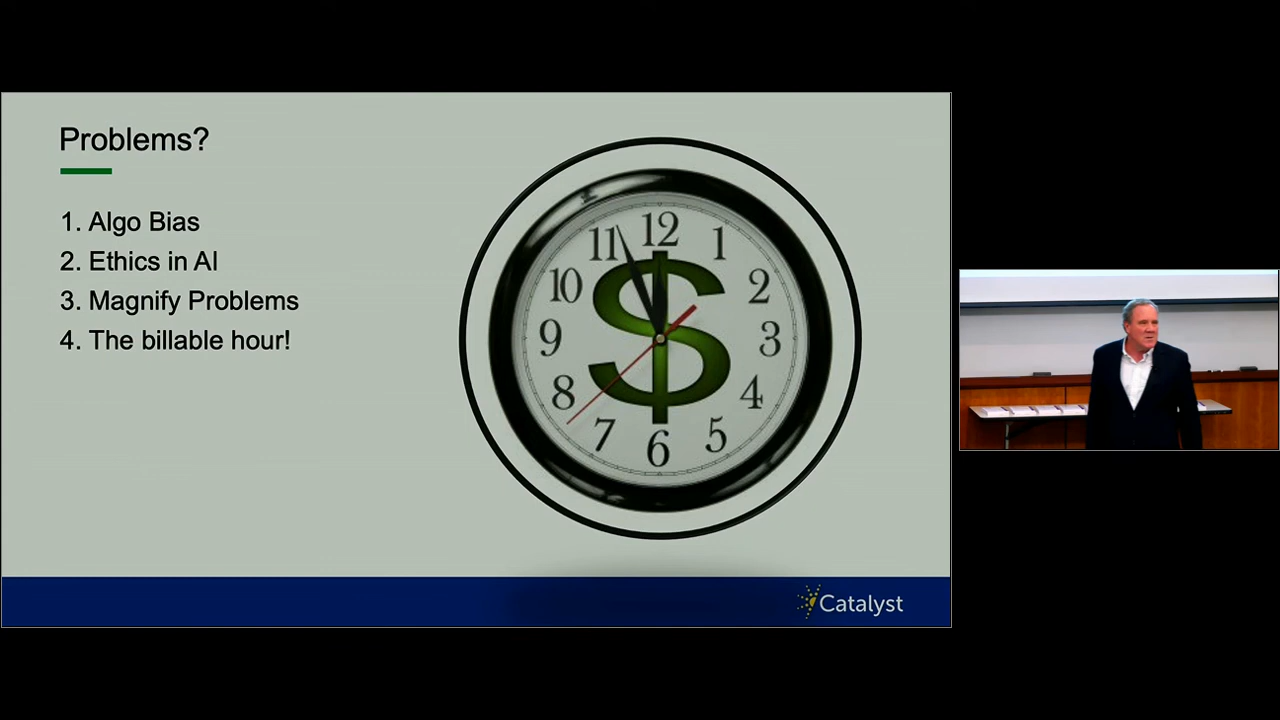 Problems?
1. Algo Bias
2. Ethics in AI
3. Magnify Problems
4. The billable hour!
12
11
1
10
2
9
3
8
4
7
5
6
Catalyst